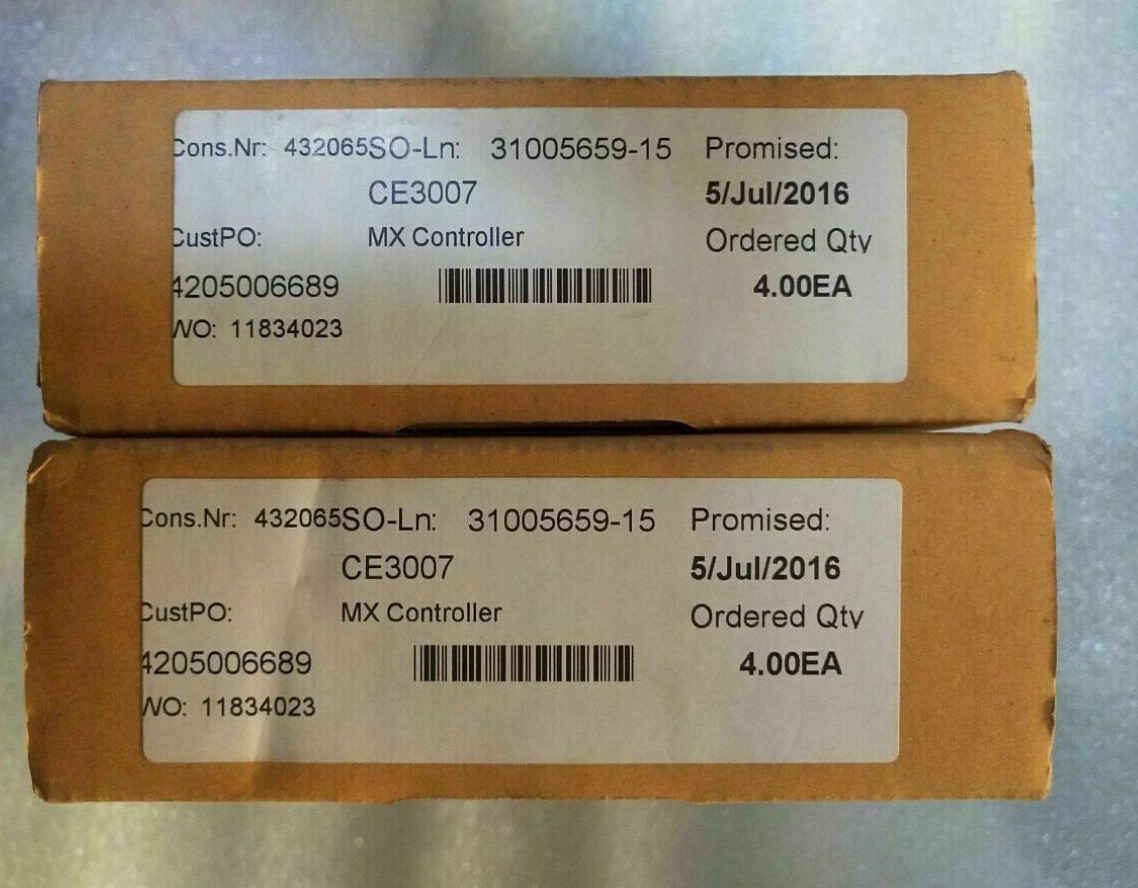 Cons.Nr: 432065SO-Ln: 31005659-15 Promised:
CE3007 5/Jul/2016
CustPO: MX Controller Ordered Qty
4205006689 4.00EA
WO: 11834023
Cons.Nr: 432065SO-Ln: 31005659-15 Promised:
CE3007 5/Jul/2016
CustPO: MX Controller Ordered Qty
4205006689 4.00EA
WO: 11834023